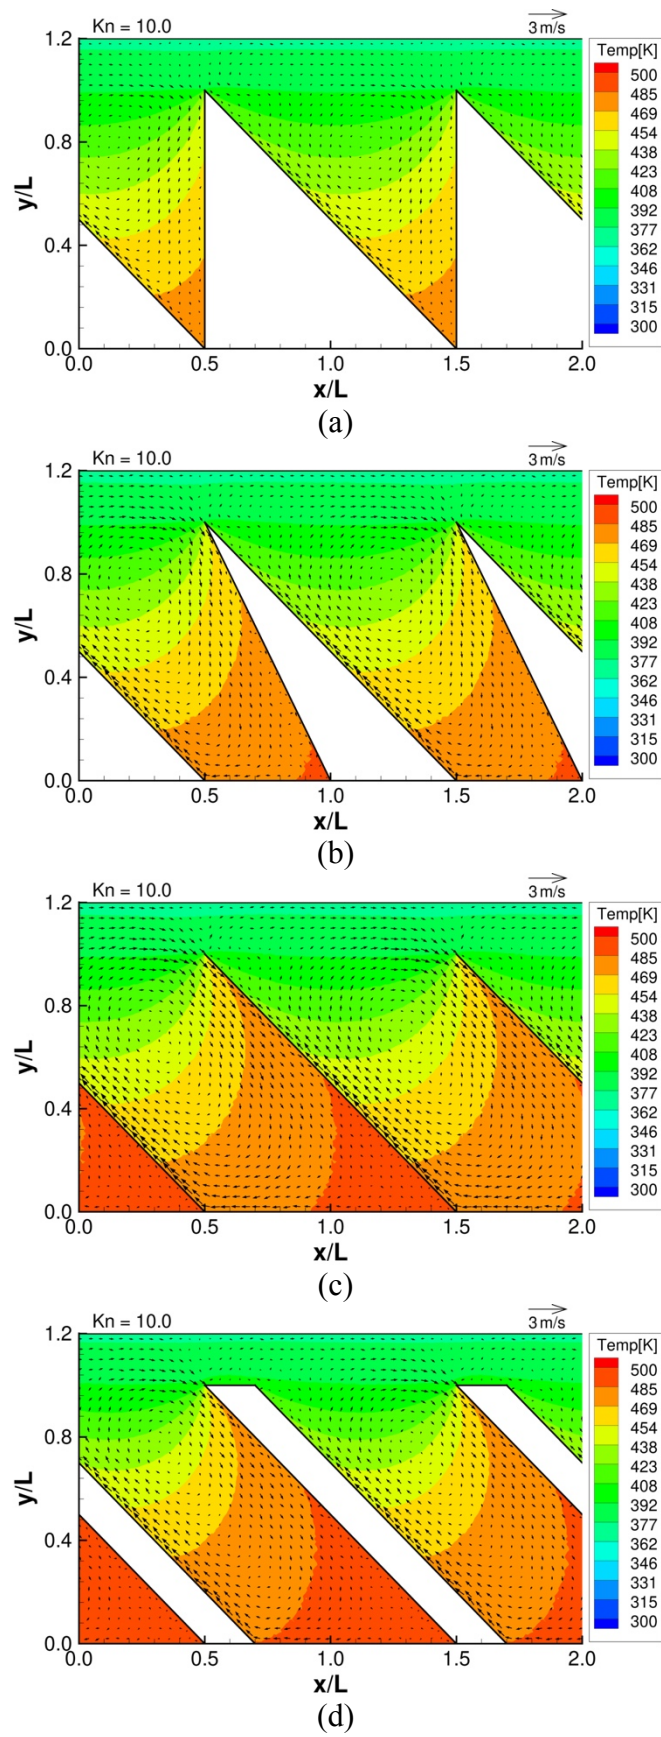 Kn = 10.0
3 m/s
1.2
0.8
0.4
0.0
y/L
0.0 0.5 1.0 1.5 2.0
x/L
Temp[K]
500
485
469
454
438
423
408
392
377
362
346
331
315
300
(a)
Kn = 10.0
3 m/s
1.2
0.8
0.4
0.0
y/L
0.0 0.5 1.0 1.5 2.0
x/L
Temp[K]
500
485
469
454
438
423
408
392
377
362
346
331
315
300
(b)
Kn = 10.0
3 m/s
1.2
0.8
0.4
0.0
y/L
0.0 0.5 1.0 1.5 2.0
x/L
Temp[K]
500
485
469
454
438
423
408
392
377
362
346
331
315
300
(c)
Kn = 10.0
3 m/s
1.2
0.8
0.4
0.0
y/L
0.0 0.5 1.0 1.5 2.0
x/L
Temp[K]
500
485
469
454
438
423
408
392
377
362
346
331
315
300
(d)